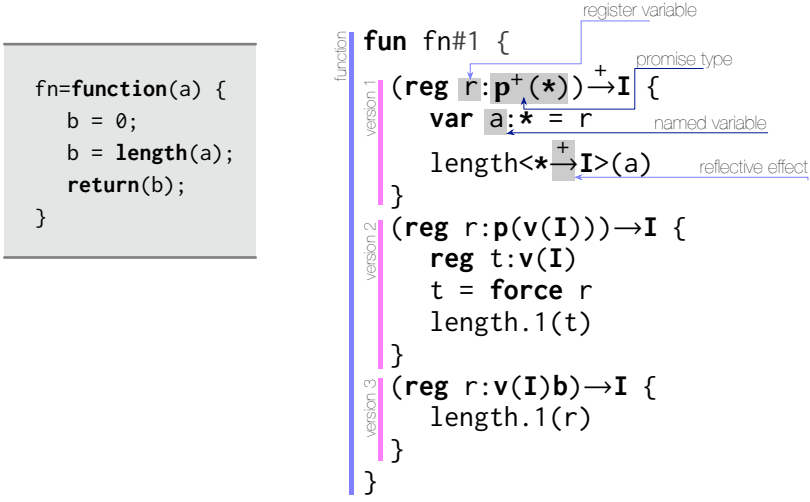 fn=function(a) {
b = 0;
b = length(a);
return(b);
}
function
fun fn#1 {
register variable
version 1
(reg r:p⁺(*))→⁺I {
promise type
var a:* = r
named variable
length<*→⁺I>(a)
reflective effect
}
version 2
(reg r:p(v(I)))→I {
reg t:v(I)
t = force r
length.1(t)
}
version 3
(reg r:v(I)b)→I {
length.1(r)
}
}